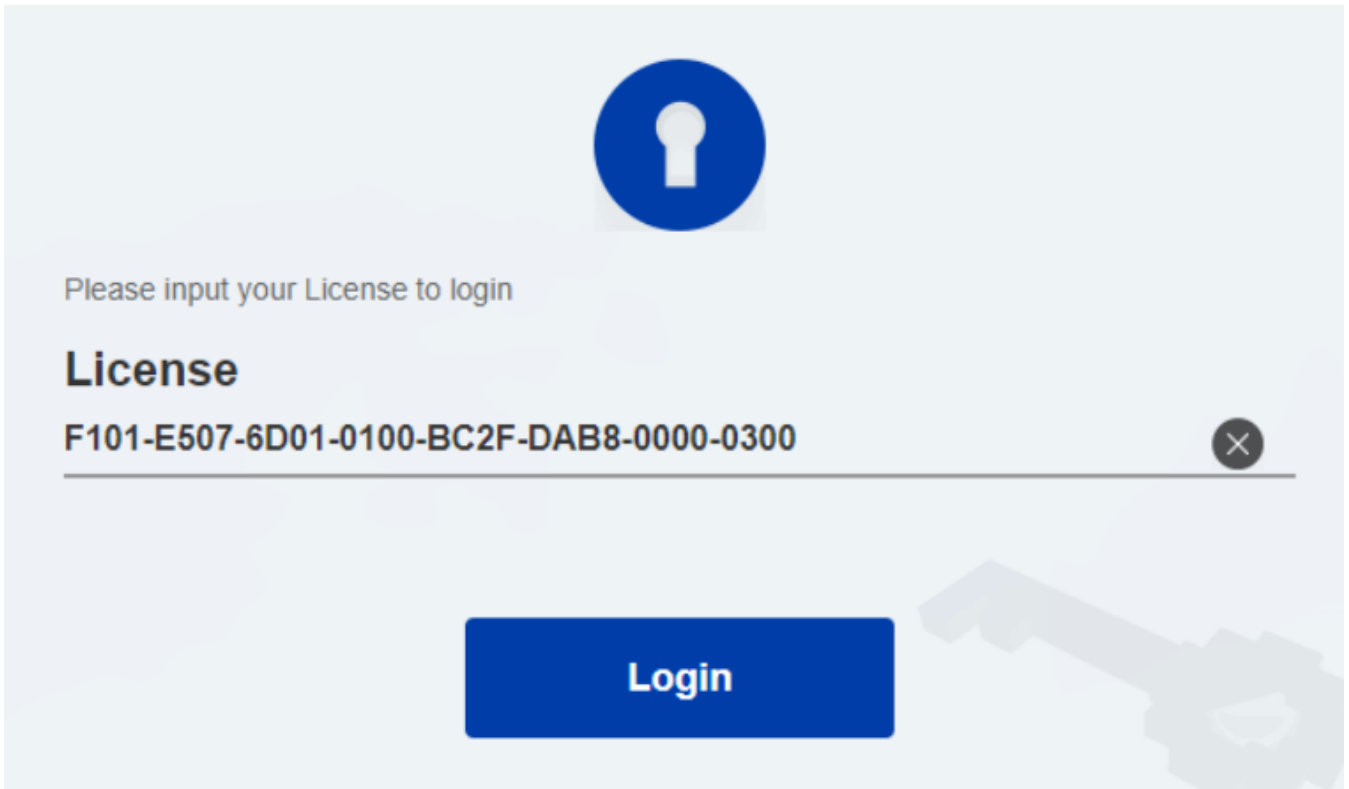 Please input your License to login
License
F101-E507-6D01-0100-BC2F-DAB8-0000-0300
Login